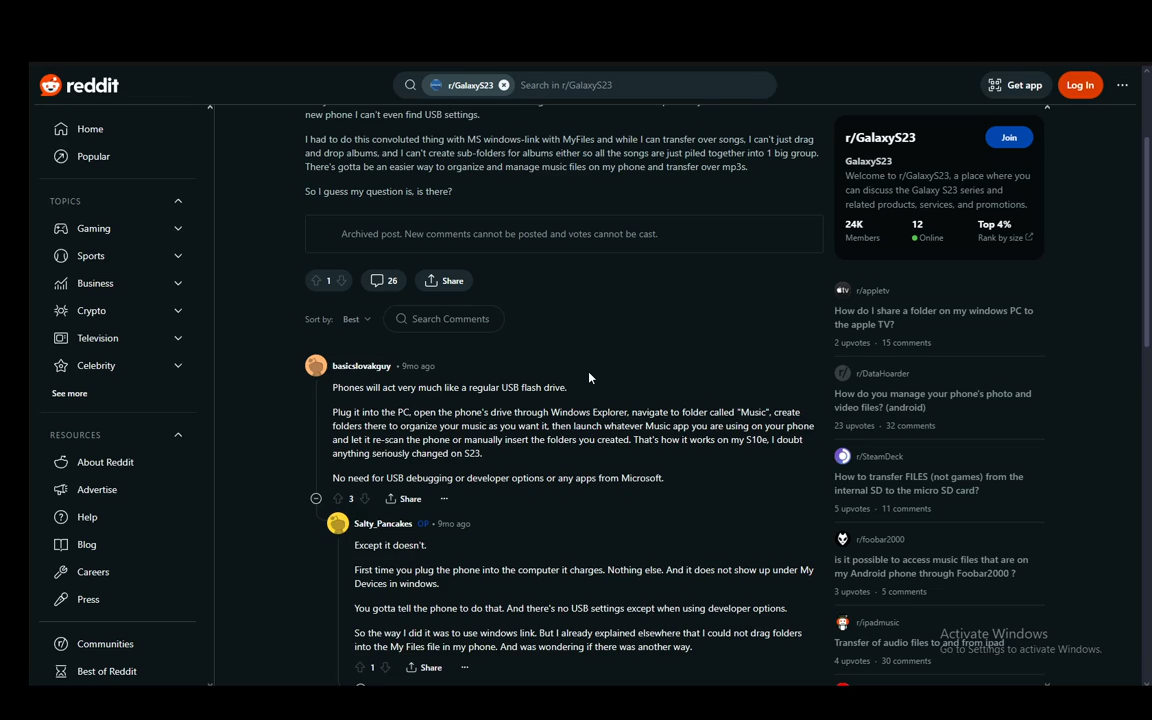 reddit
r/GalaxyS23
Search in r/GalaxyS23
Get app
Log In
Home
Popular
TOPICS
Gaming
Sports
Business
Crypto
Television
Celebrity
See more
RESOURCES
About Reddit
Advertise
Help
Blog
Careers
Press
Communities
Best of Reddit
new phone I can't even find USB settings.
I had to do this convoluted thing with MS windows-link with MyFiles and while I can transfer over songs, I can't just drag
and drop albums, and I can't create sub-folders for albums either so all the songs are just piled together into 1 big group.
There's gotta be an easier way to organize and manage music files on my phone and transfer over mp3s.
So I guess my question is, is there?
Archived post. New comments cannot be posted and votes cannot be cast.
1
26
Share
Sort by:
Best
Search Comments
basicslovakguy • 9mo ago
Phones will act very much like a regular USB flash drive.
Plug it into the PC, open the phone's drive through Windows Explorer, navigate to folder called "Music", create
folders there to organize your music as you want it, then launch whatever Music app you are using on your phone
and let it re-scan the phone or manually insert the folders you created. That's how it works on my S10e, I doubt
anything seriously changed on S23.
No need for USB debugging or developer options or any apps from Microsoft.
3
Share
Salty_Pancakes OP • 9mo ago
Except it doesn't.
First time you plug the phone into the computer it charges. Nothing else. And it does not show up under My
Devices in windows.
You gotta tell the phone to do that. And there's no USB settings except when using developer options.
So the way I did it was to use windows link. But I already explained elsewhere that I could not drag folders
into the My Files file in my phone. And was wondering if there was another way.
1
Share
r/GalaxyS23
Join
GalaxyS23
Welcome to r/GalaxyS23, a place where you
can discuss the Galaxy S23 series and
related products, services, and promotions.
24K
12
Top 4%
Members
Online
Rank by size
r/appletv
How do I share a folder on my windows PC to
the apple TV?
2 upvotes · 15 comments
r/DataHoarder
How do you manage your phone's photo and
video files? (android)
23 upvotes · 32 comments
r/SteamDeck
How to transfer FILES (not games) from the
internal SD to the micro SD card?
5 upvotes · 11 comments
r/foobar2000
is it possible to access music files that are on
my Android phone through Foobar2000 ?
3 upvotes · 5 comments
r/ipadmusic
Transfer of audio files to and from ipad
4 upvotes · 30 comments
Activate Windows
Go to Settings to activate Windows.